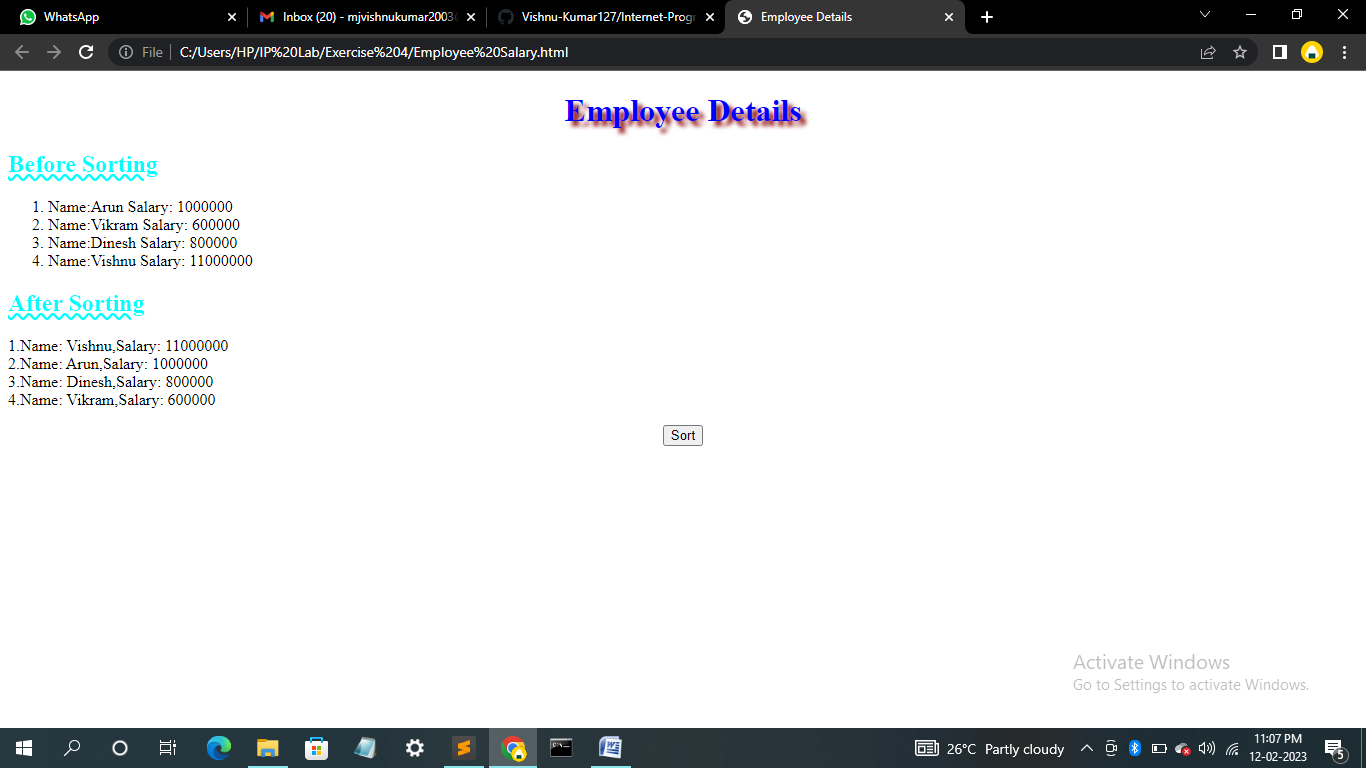 WhatsApp
Inbox (20) - mjvishnukumar2003
Vishnu-Kumar127/Internet-Progr
Employee Details
File
C:/Users/HP/IP%20Lab/Exercise%204/Employee%20Salary.html
Employee Details
Before Sorting
1. Name:Arun Salary: 1000000
2. Name:Vikram Salary: 600000
3. Name:Dinesh Salary: 800000
4. Name:Vishnu Salary: 11000000
After Sorting
1.Name: Vishnu,Salary: 11000000
2.Name: Arun,Salary: 1000000
3.Name: Dinesh,Salary: 800000
4.Name: Vikram,Salary: 600000
Sort
Activate Windows
Go to Settings to activate Windows.
26°C Partly cloudy
11:07 PM
12-02-2023
5